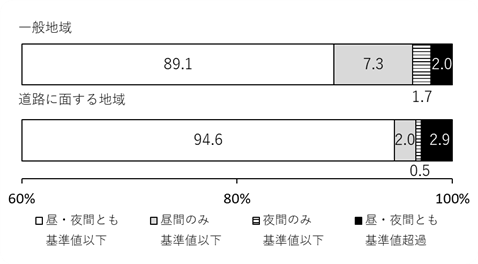 一般地域
89.1
7.3
2.0
1.7
道路に面する地域
94.6
2.0
2.9
0.5
60%
80%
100%
昼・夜間とも
基準値以下
昼間のみ
基準値以下
夜間のみ
基準値以下
昼・夜間とも
基準値超過